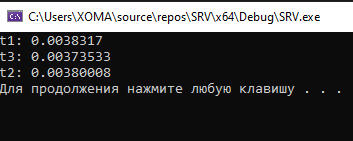 C:\Users\XOMA\source\repos\SRV\x64\Debug\SRV.exe
t1: 0.0038317
t3: 0.00373533
t2: 0.00380008
Для продолжения нажмите любую клавишу . . .